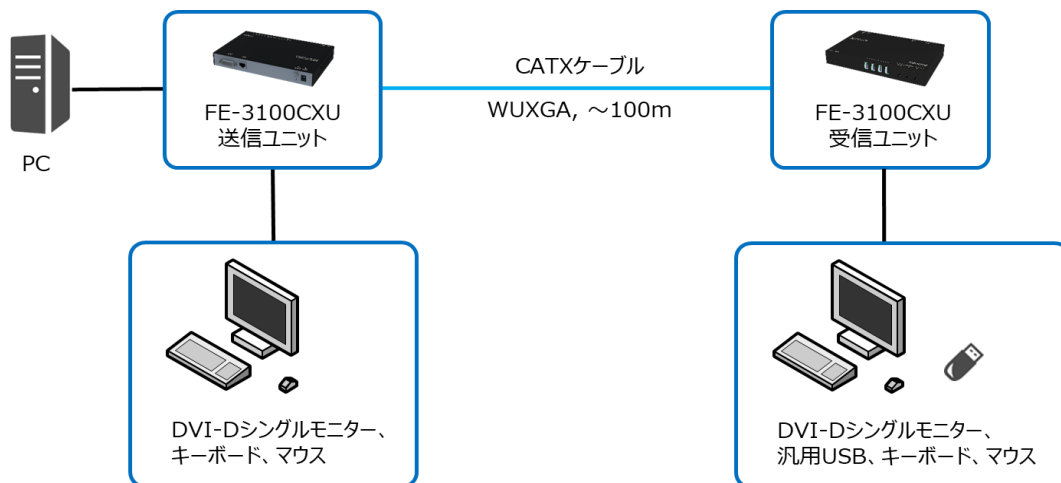 PC
FE-3100CXU
送信ユニット
CATXケーブル
WUXGA, ～100m
FE-3100CXU
受信ユニット
DVI-Dシングルモニター、
キーボード、マウス
DVI-Dシングルモニター、
汎用USB、キーボード、マウス